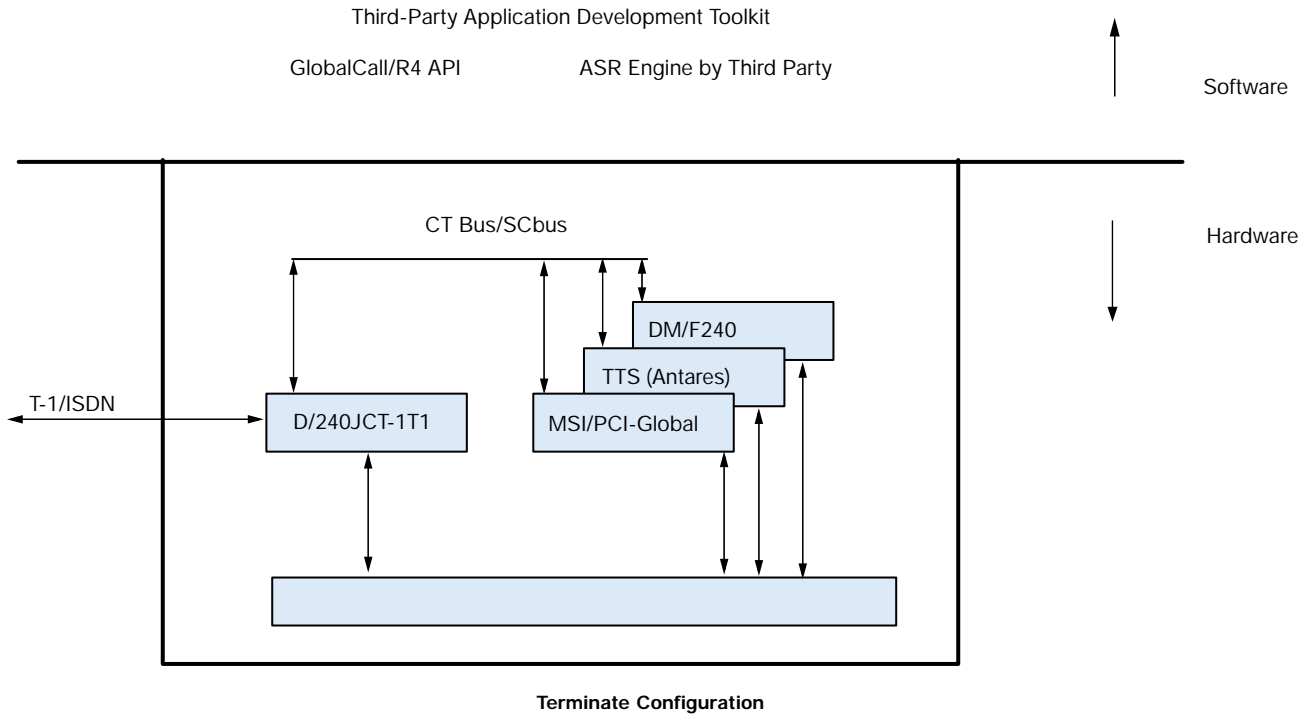 Third-Party Application Development Toolkit
GlobalCall/R4 API
ASR Engine by Third Party
Software
CT Bus/SCbus
Hardware
DM/F240
TTS (Antares)
T-1/ISDN
D/240JCT-1T1
MSI/PCI-Global
Terminate Configuration